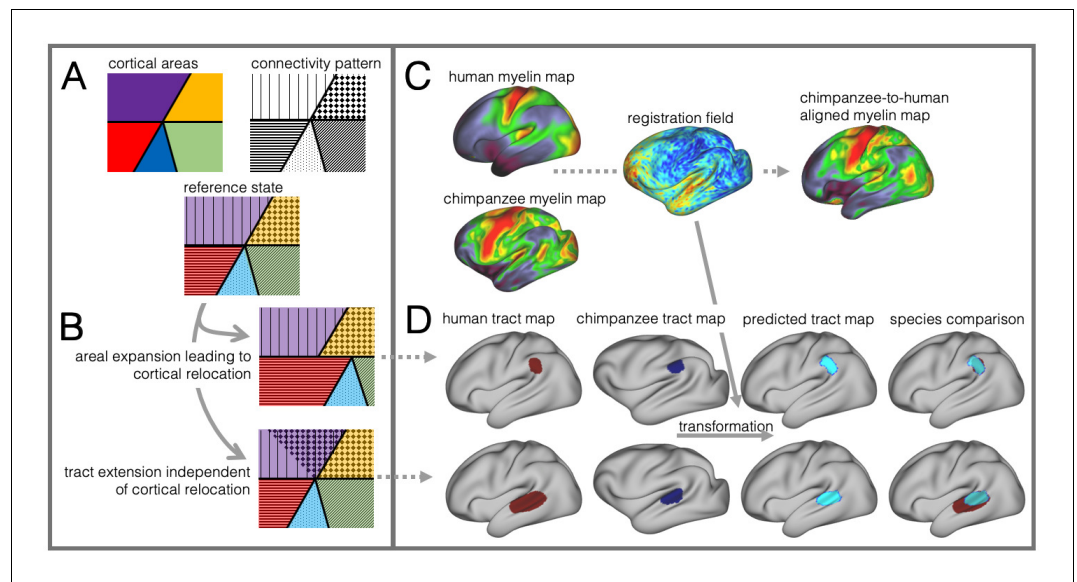 A
cortical areas
connectivity pattern
reference state
B
areal expansion leading to
cortical relocation
tract extension independent
of cortical relocation
C
human myelin map
chimpanzee myelin map
registration field
chimpanzee-to-human
aligned myelin map
D
human tract map
chimpanzee tract map
predicted tract map
species comparison
transformation